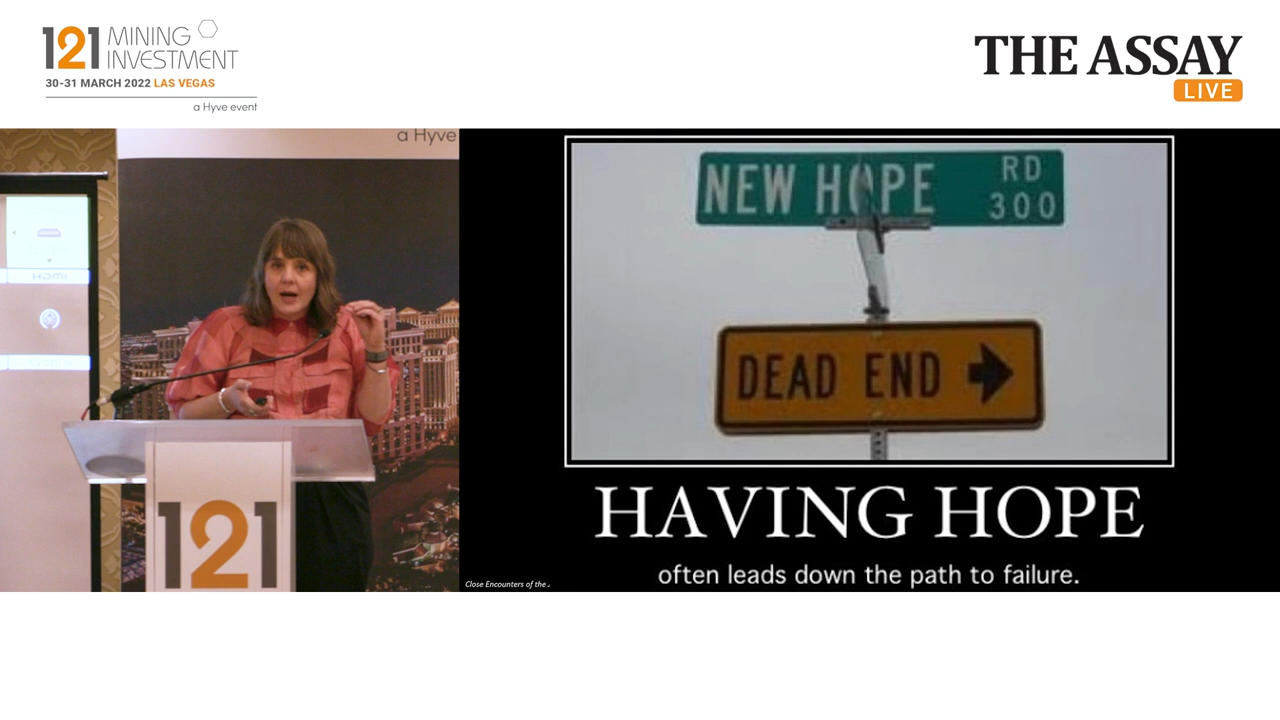 121 MINING
INVESTMENT
30-31 MARCH 2022 LAS VEGAS
a Hyve event
THE ASSAY
LIVE
a Hyve
HDMI
121
NEW HOPE RD
300
DEAD END
HAVING HOPE
often leads down the path to failure.
Close Encounters of the